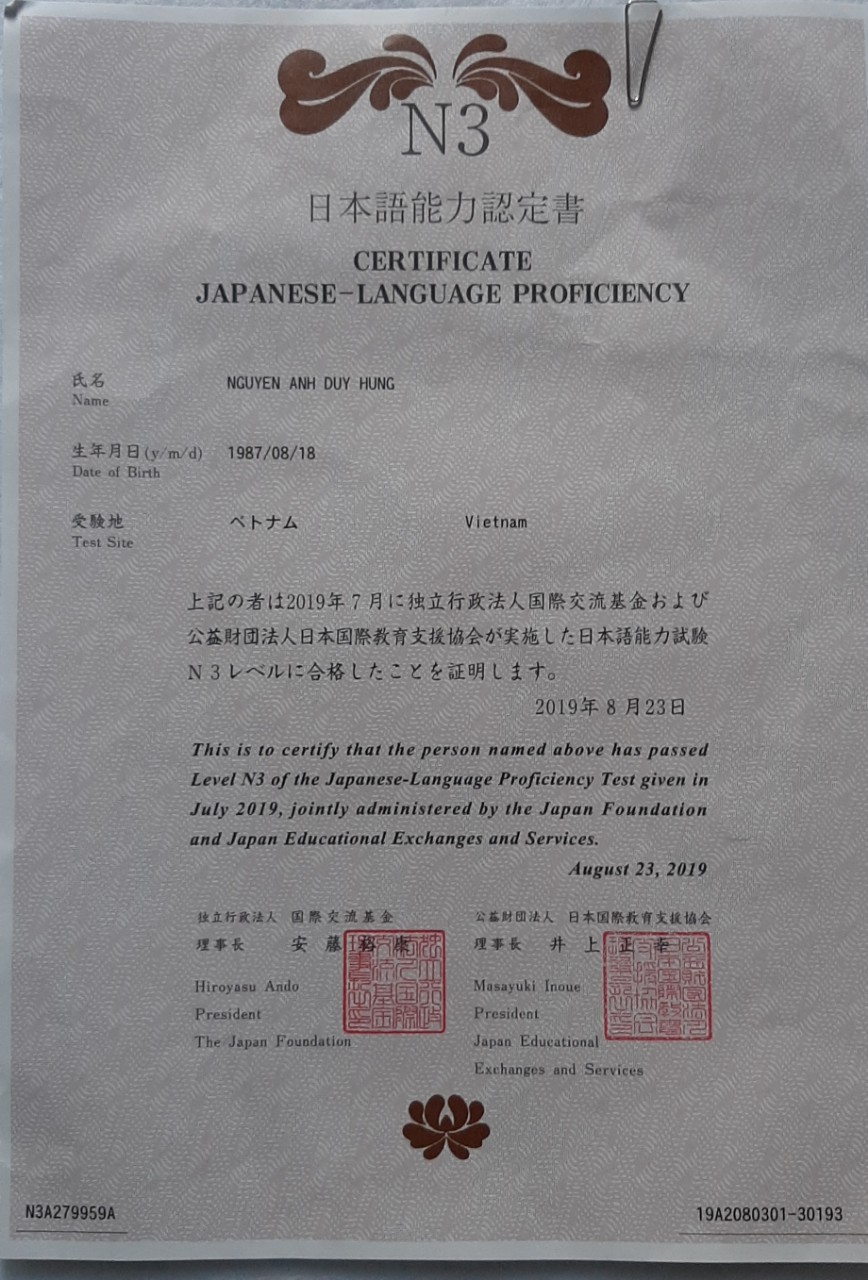 N3
日本語能力認定書
CERTIFICATE
JAPANESE-LANGUAGE PROFICIENCY
氏名 NGUYEN ANH DUY HUNG
Name
生年月日(y/m/d) 1987/08/18
Date of Birth
受験地 ベトナム Vietnam
Test Site
上記の者は2019年7月に独立行政法人国際交流基金および
公益財団法人日本国際教育支援協会が実施した日本語能力試験
N3レベルに合格したことを証明します。
2019年8月23日
This is to certify that the person named above has passed
Level N3 of the Japanese-Language Proficiency Test given in
July 2019, jointly administered by the Japan Foundation
and Japan Educational Exchanges and Services.
August 23, 2019
独立行政法人 国際交流基金 公益財団法人 日本国際教育支援協会
理事長 安藤裕康 理事長 井上正幸
Hiroyasu Ando Masayuki Inoue
President President
The Japan Foundation Japan Educational
Exchanges and Services
N3A279959A 19A2080301-30193